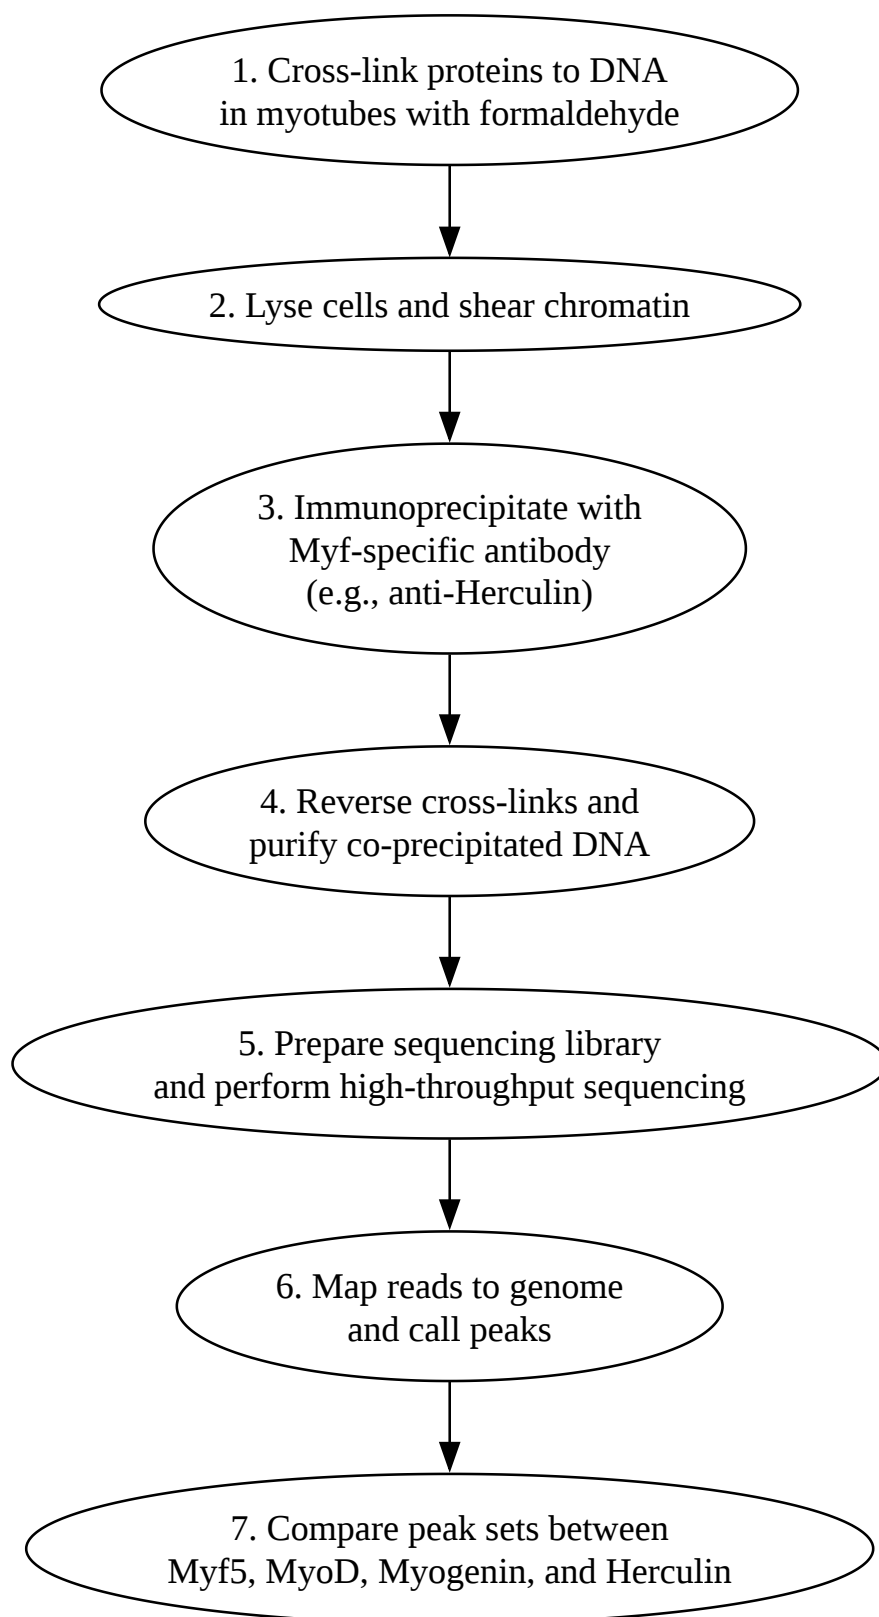 1. Cross-link proteins to DNA
in myotubes with formaldehyde
2. Lyse cells and shear chromatin
3. Immunoprecipitate with
Myf-specific antibody
(e.g., anti-Herculin)
4. Reverse cross-links and
purify co-precipitated DNA
5. Prepare sequencing library
and perform high-throughput sequencing
6. Map reads to genome
and call peaks
7. Compare peak sets between
Myf5, MyoD, Myogenin, and Herculin